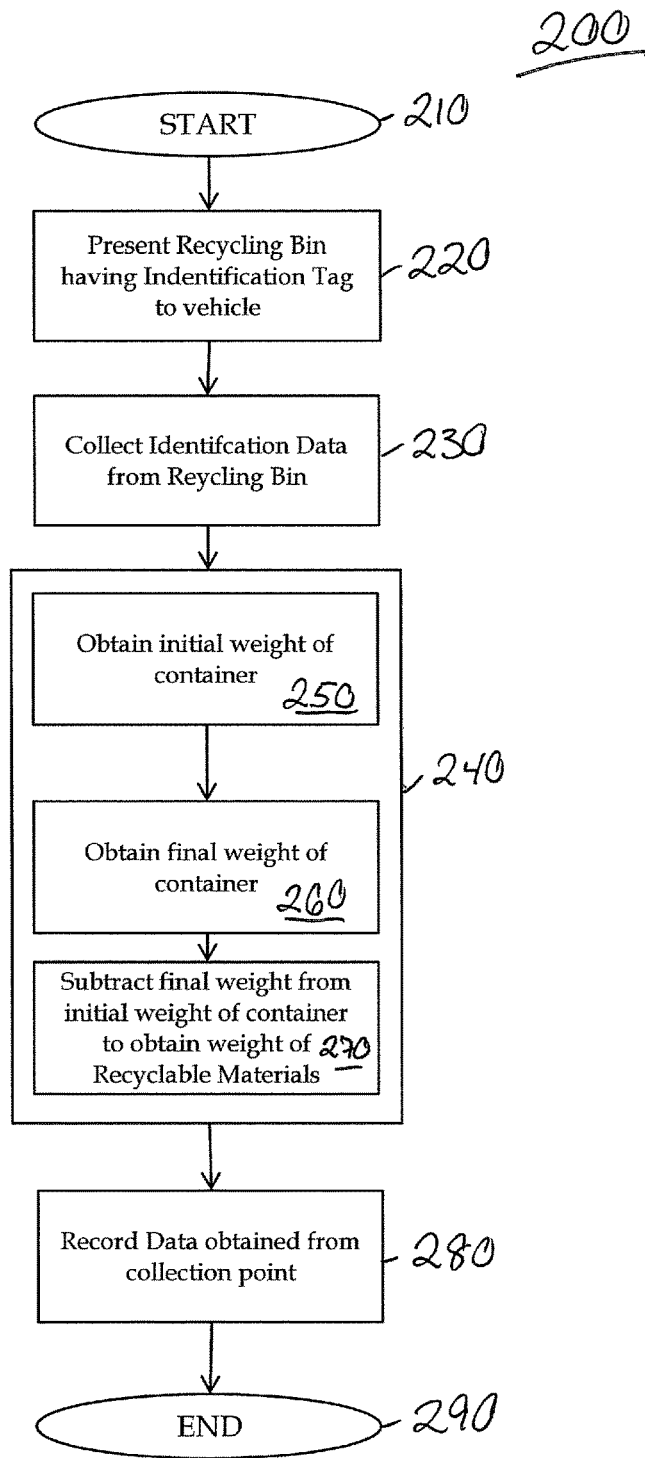 200
START
210
Present Recycling Bin
having Indentification Tag
to vehicle
220
Collect Identifcation Data
from Reycling Bin
230
Obtain initial weight of
container
250
240
Obtain final weight of
container
260
Subtract final weight from
initial weight of container
to obtain weight of
270
Recyclable Materials
Record Data obtained from
collection point
280
END
290